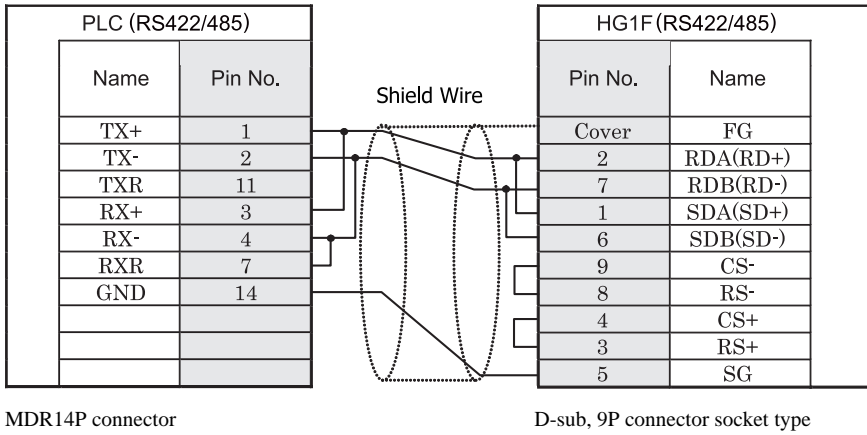 PLC (RS422/485)
HG1F (RS422/485)
Name Pin No.
Pin No. Name
Shield Wire
TX+ 1
Cover FG
TX- 2
2 RDA(RD+)
TXR 11
7 RDB(RD-)
RX+ 3
1 SDA(SD+)
RX- 4
6 SDB(SD-)
RXR 7
9 CS-
GND 14
8 RS-
4 CS+
3 RS+
5 SG
MDR14P connector
D-sub, 9P connector socket type